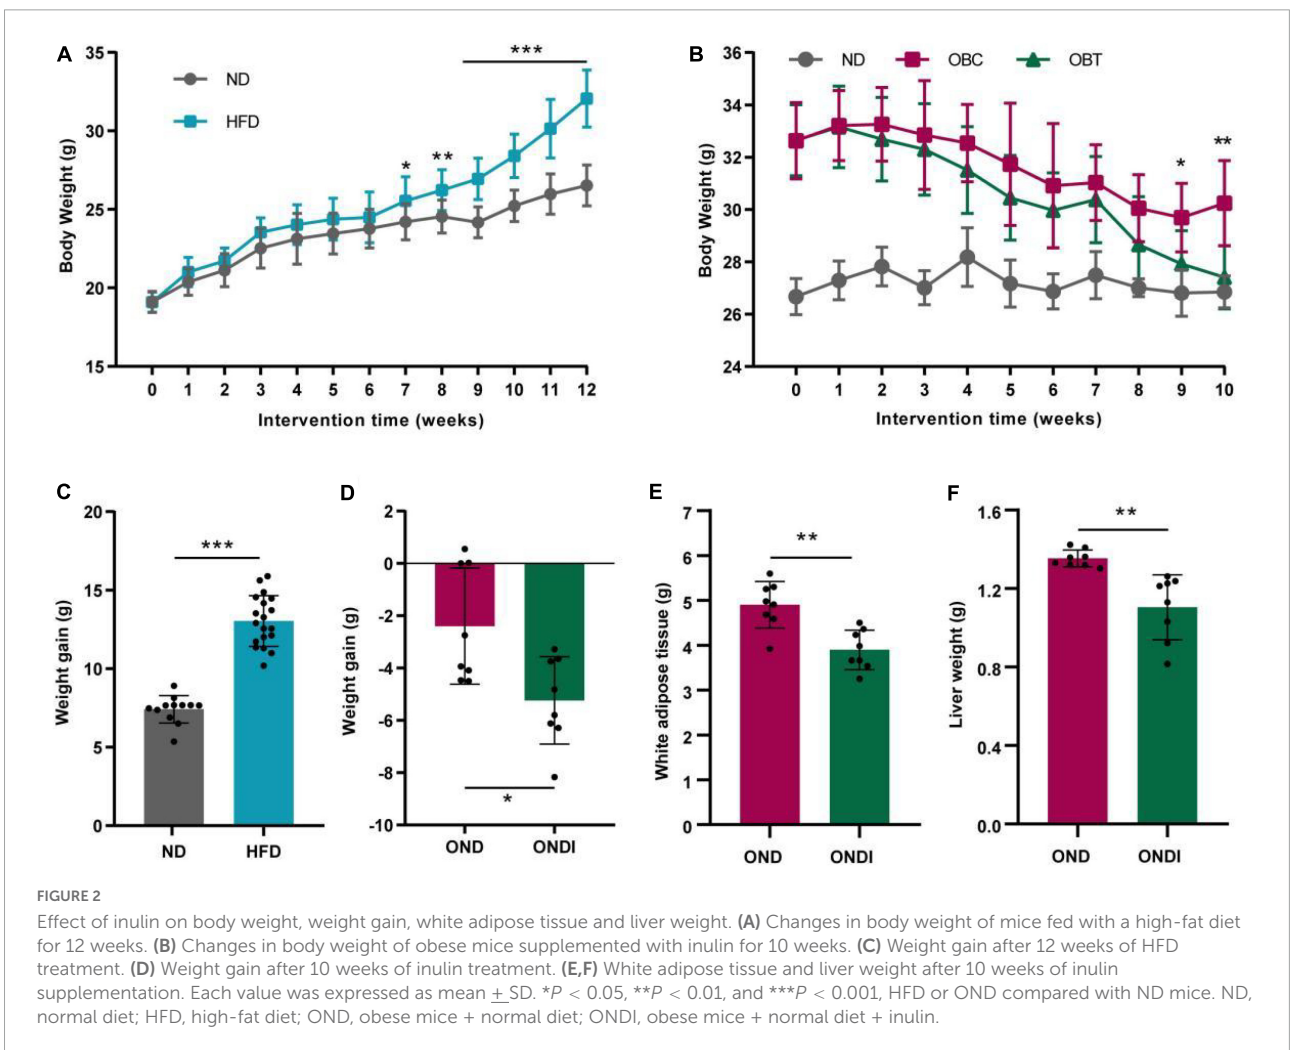 A
35
30
25
20
15
Body Weight (g)
ND
HFD
*
**
***
0 1 2 3 4 5 6 7 8 9 10 11 12
Intervention time (weeks)
B
36
34
32
30
28
26
24
Body Weight (g)
ND OBC OBT
*
**
0 1 2 3 4 5 6 7 8 9 10
Intervention time (weeks)
C
20
15
10
5
0
Weight gain (g)
***
ND HFD
D
2
0
-2
-4
-6
-8
-10
Weight gain (g)
*
OND ONDI
E
7
6
5
4
3
2
1
0
White adipose tissue (g)
**
OND ONDI
F
1.6
1.2
0.8
0.4
0.0
Liver weight (g)
**
OND ONDI
FIGURE 2
Effect of inulin on body weight, weight gain, white adipose tissue and liver weight. (A) Changes in body weight of mice fed with a high-fat diet
for 12 weeks. (B) Changes in body weight of obese mice supplemented with inulin for 10 weeks. (C) Weight gain after 12 weeks of HFD
treatment. (D) Weight gain after 10 weeks of inulin treatment. (E,F) White adipose tissue and liver weight after 10 weeks of inulin
supplementation. Each value was expressed as mean ± SD. *P < 0.05, **P < 0.01, and ***P < 0.001, HFD or OND compared with ND mice. ND,
normal diet; HFD, high-fat diet; OND, obese mice + normal diet; ONDI, obese mice + normal diet + inulin.